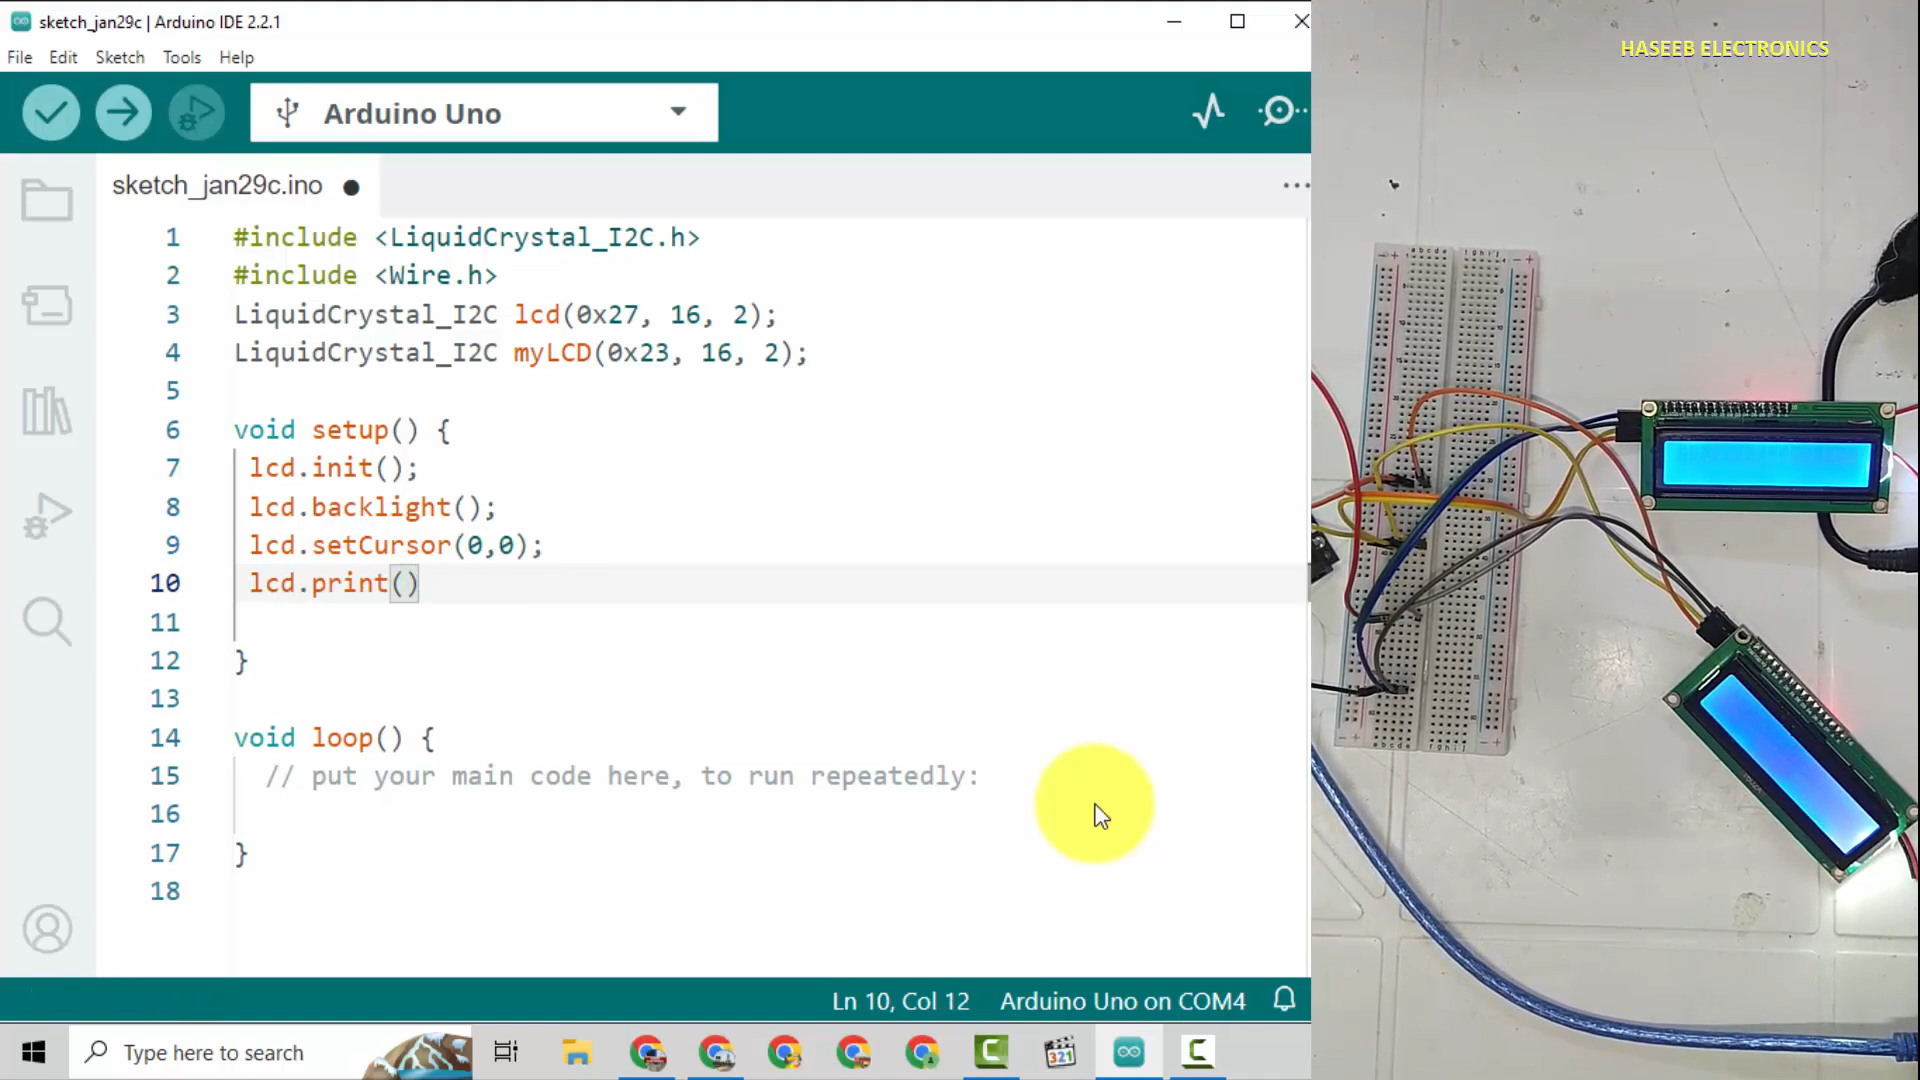 sketch_jan29c | Arduino IDE 2.2.1
HASEEB ELECTRONICS
File Edit Sketch Tools Help
Arduino Uno
sketch_jan29c.ino
1 #include <LiquidCrystal_I2C.h>
2 #include <Wire.h>
3 LiquidCrystal_I2C lcd(0x27, 16, 2);
4 LiquidCrystal_I2C myLCD(0x23, 16, 2);
5
6 void setup() {
7 lcd.init();
8 lcd.backlight();
9 lcd.setCursor(0,0);
10 lcd.print()
11
12 }
13
14 void loop() {
15 // put your main code here, to run repeatedly:
16
17 }
18
Ln 10, Col 12 Arduino Uno on COM4
Type here to search
321